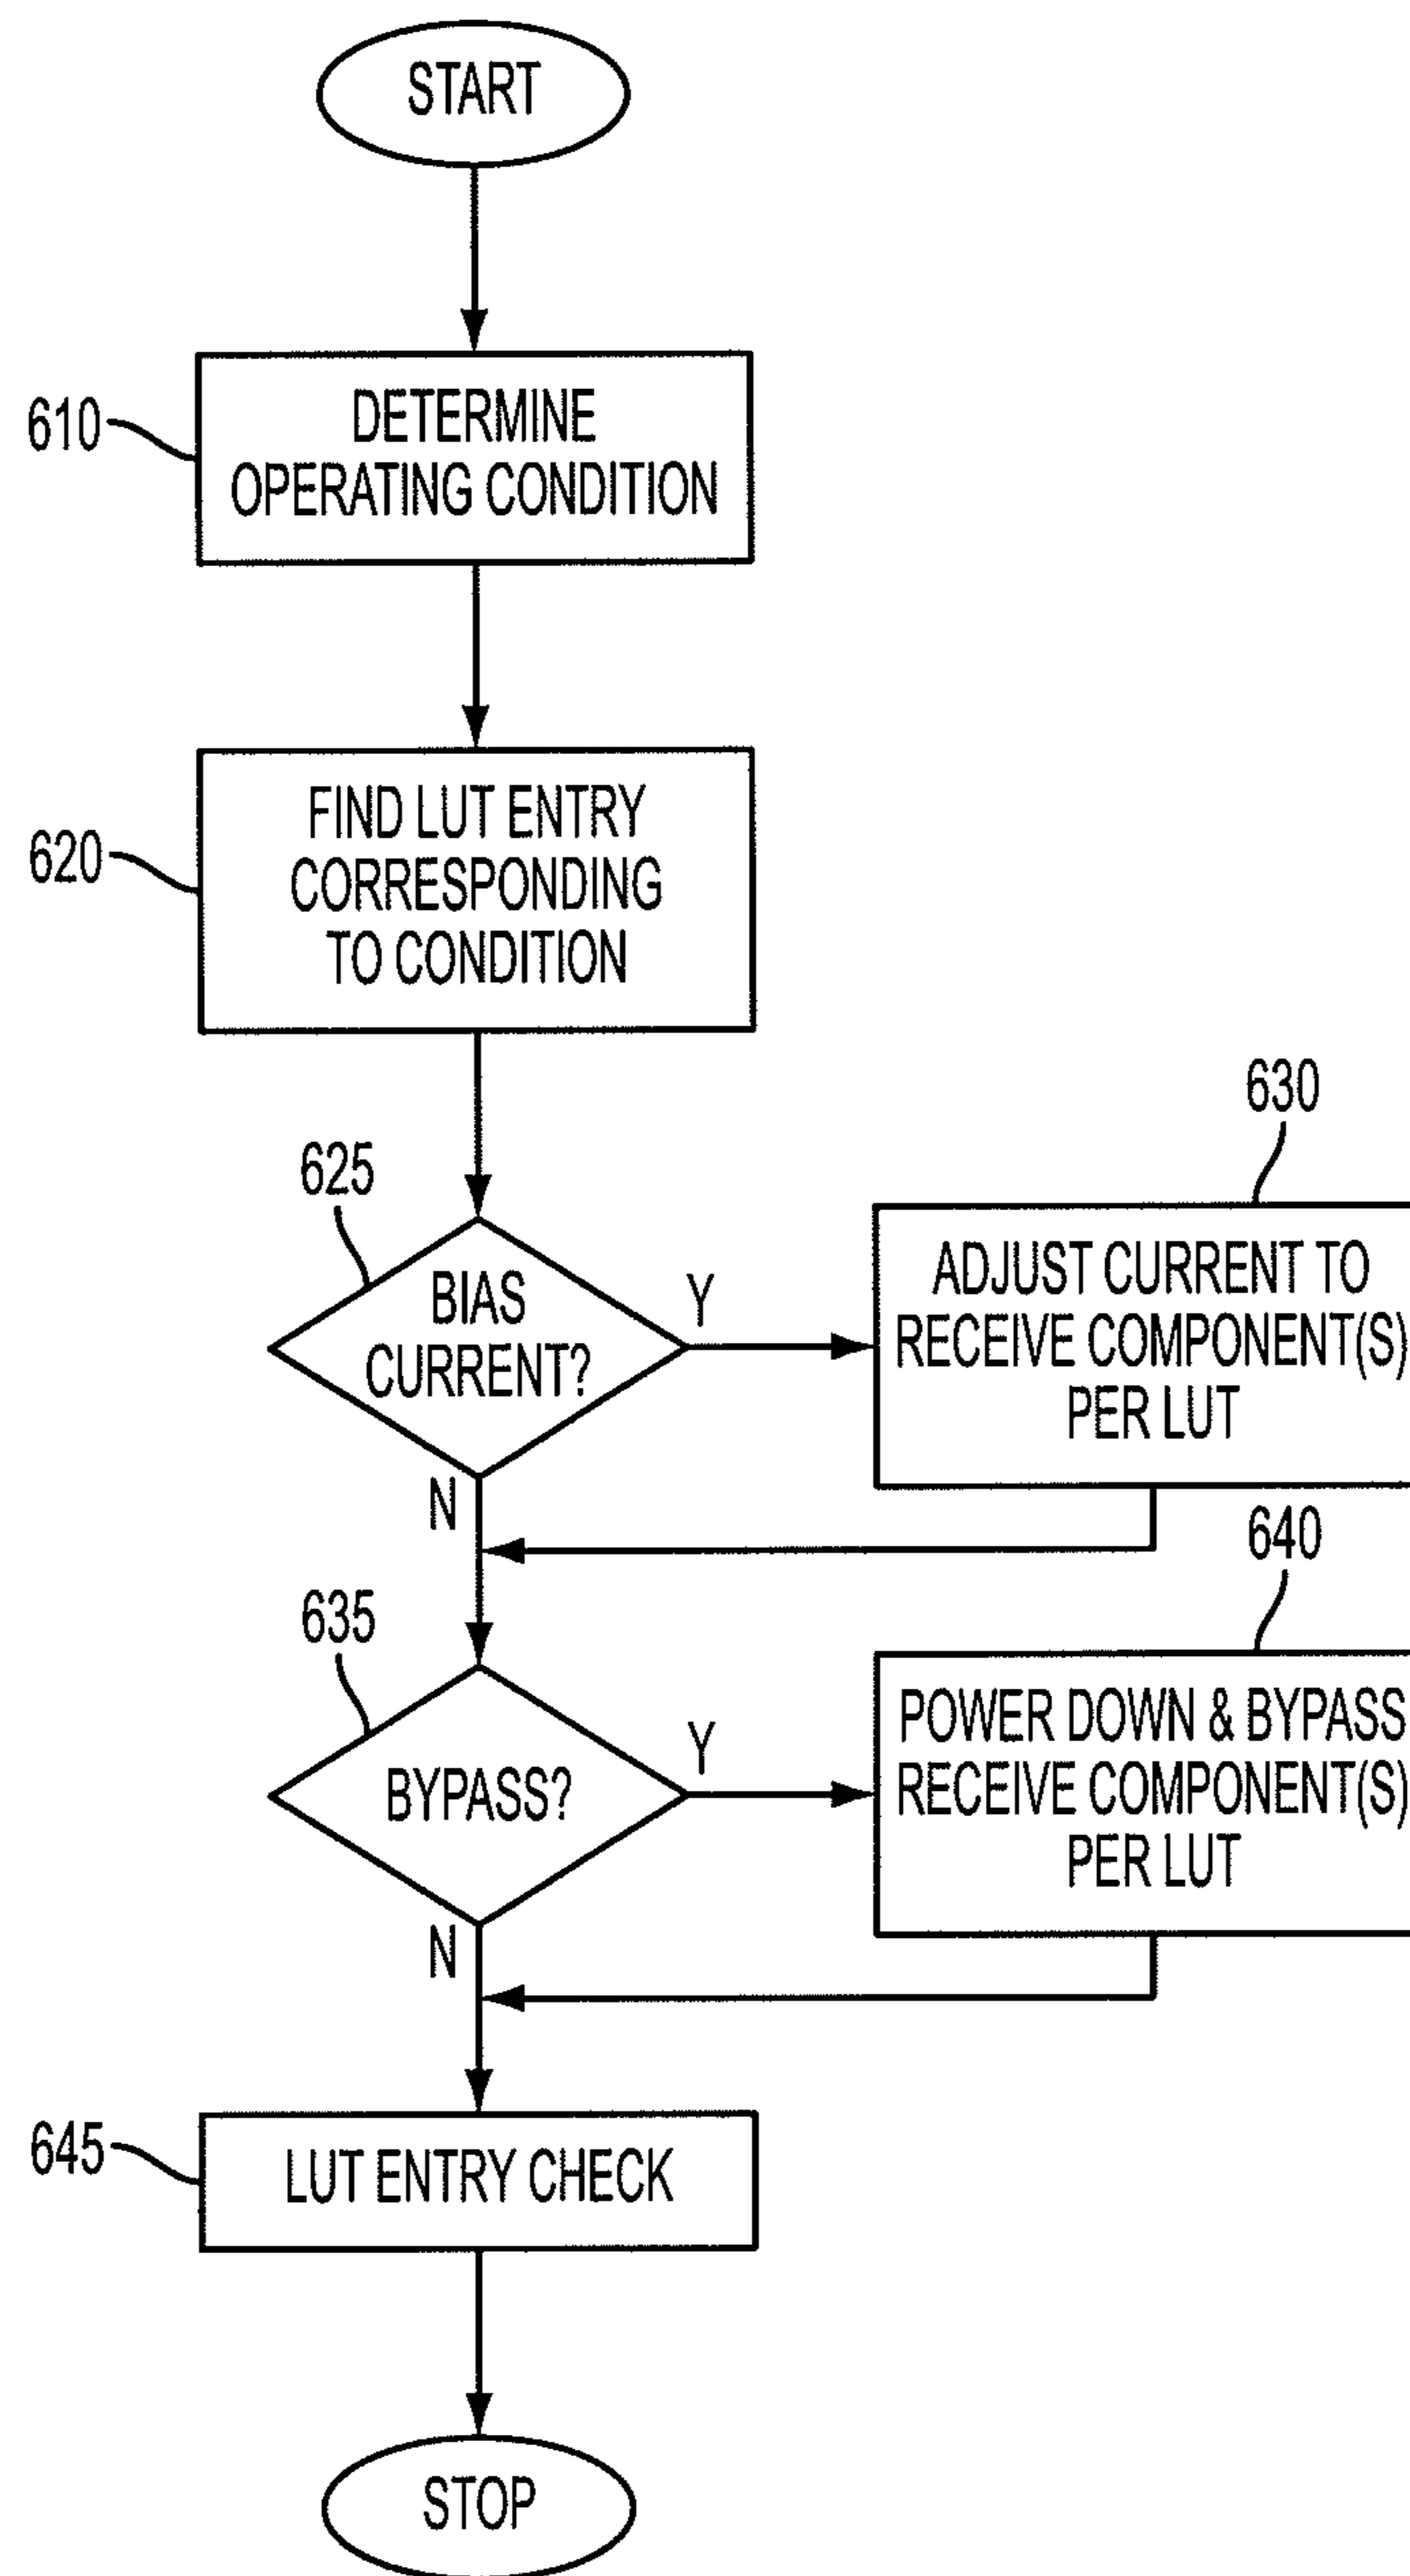 START
610
DETERMINE
OPERATING CONDITION
620
FIND LUT ENTRY
CORRESPONDING
TO CONDITION
625
BIAS
CURRENT?
Y
N
630
ADJUST CURRENT TO
RECEIVE COMPONENT(S)
PER LUT
635
BYPASS?
Y
N
640
POWER DOWN & BYPASS
RECEIVE COMPONENT(S)
PER LUT
645
LUT ENTRY CHECK
STOP